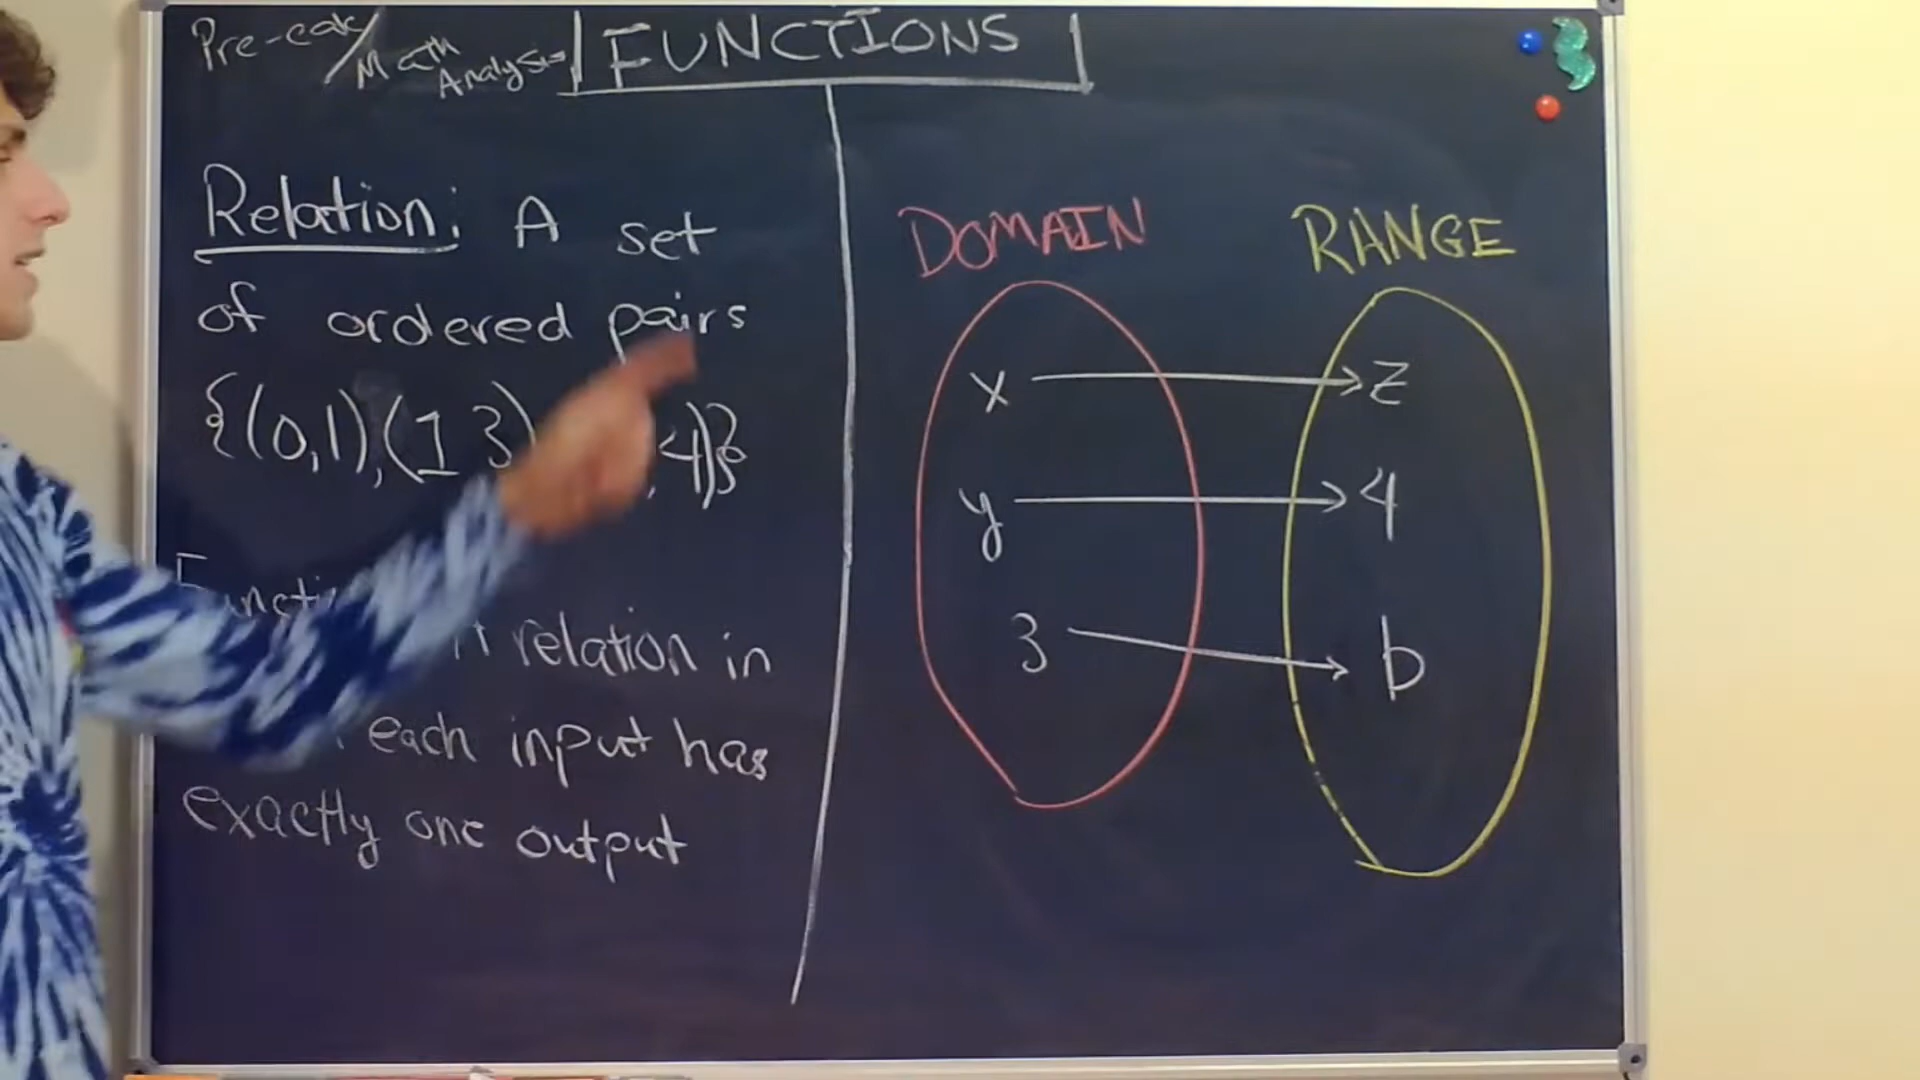 Pre-calc/Math
Analysis
FUNCTIONS
Relation: A set
of ordered pairs
{(0,1),(1 3) , 4)}
relation in
each input has
exactly one output
DOMAIN RANGE
x z
y 4
3 b